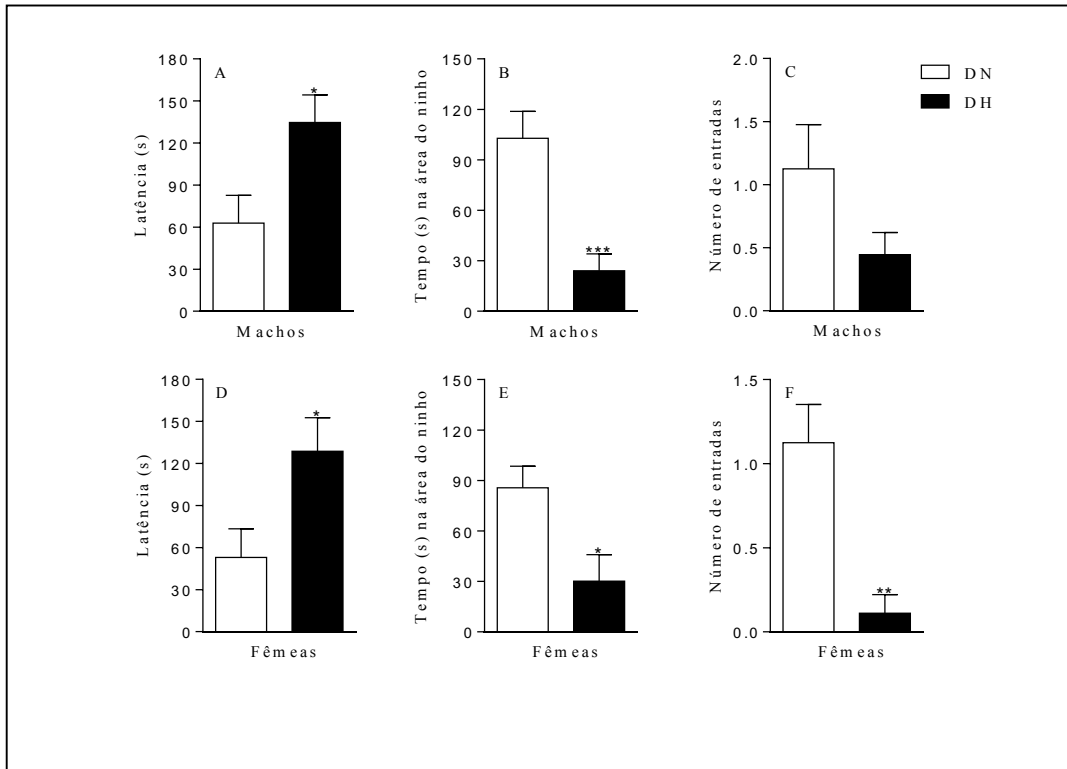 A
Latência (s)
180
150
120
90
60
30
0
*
Machos
B
Tempo (s) na área do ninho
150
120
90
60
30
0
***
Machos
C
Número de entradas
2.0
1.5
1.0
0.5
0.0
Machos
DN
DH
D
Latência (s)
180
150
120
90
60
30
0
*
Fêmeas
E
Tempo (s) na área do ninho
150
120
90
60
30
0
*
Fêmeas
F
Número de entradas
1.5
1.0
0.5
0.0
**
Fêmeas